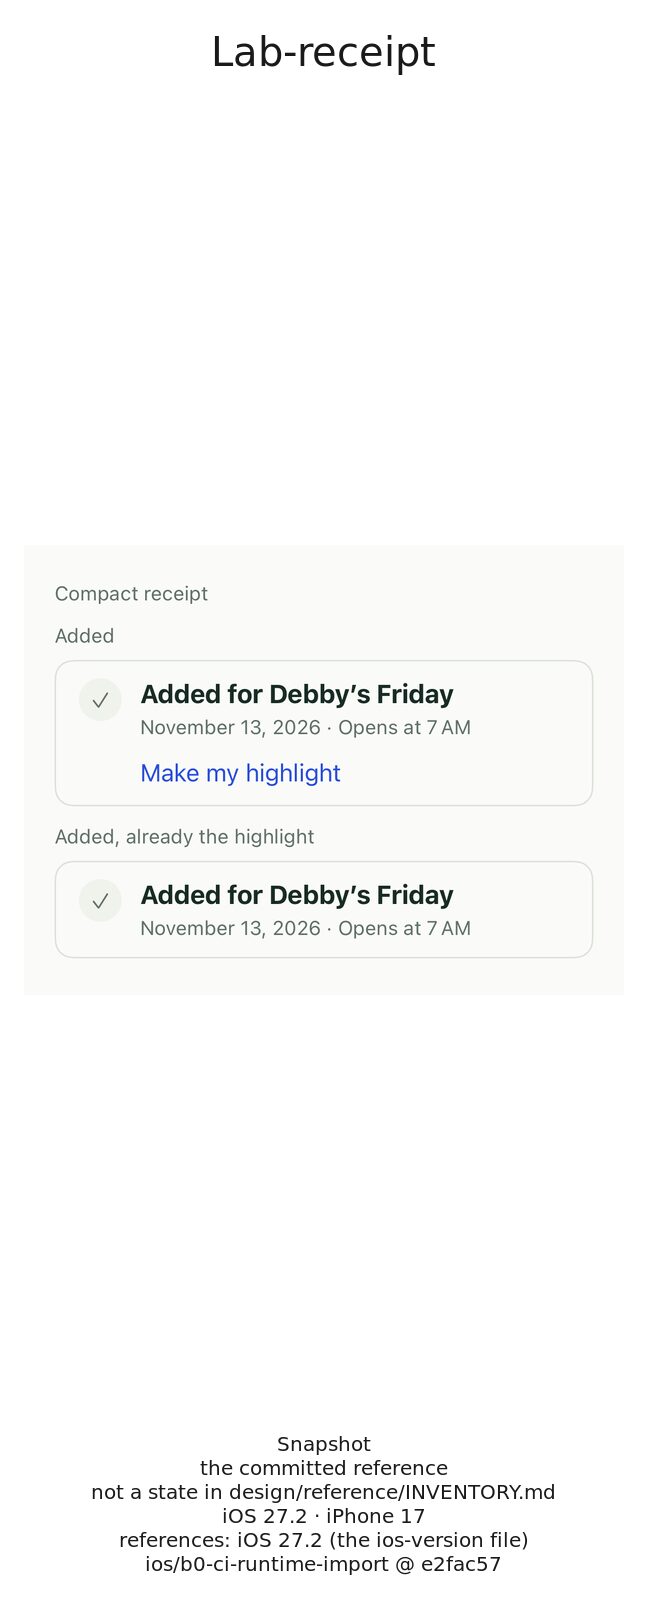 Lab-receipt
Compact receipt
Added
Added for Debby’s Friday
November 13, 2026 · Opens at 7 AM
Make my highlight
Added, already the highlight
Added for Debby’s Friday
November 13, 2026 · Opens at 7 AM
Snapshot
the committed reference
not a state in design/reference/INVENTORY.md
iOS 27.2 · iPhone 17
references: iOS 27.2 (the ios-version file)
ios/b0-ci-runtime-import @ e2fac57